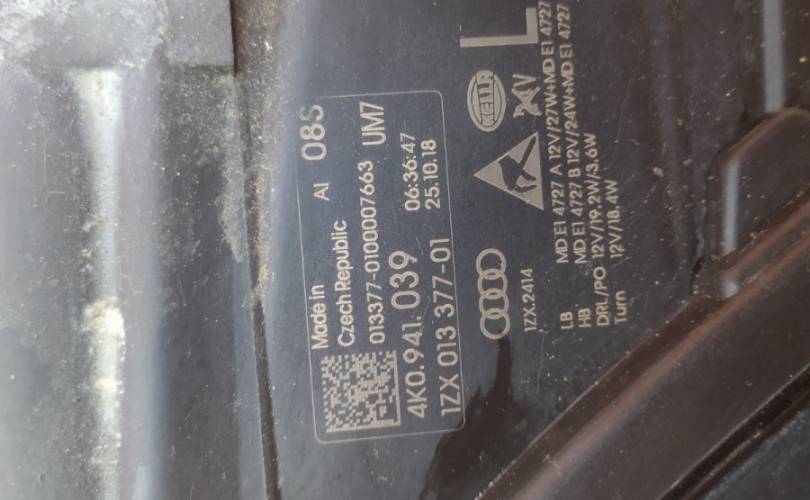 Made in
Czech Republic AI 08S
013377-0100007663 UM7
4K0.941.039 06:36:47
1ZX 013 377-01 25.10.18
HELLA
24V
L
1ZX.2414
LB MD E1 4727 A 12V/27W+MD E1 4727
HB MD E1 4727 B 12V/24W+MD E1 4727
DRL/PO 12V/19.2W/3.6W
Turn 12V/18.4W